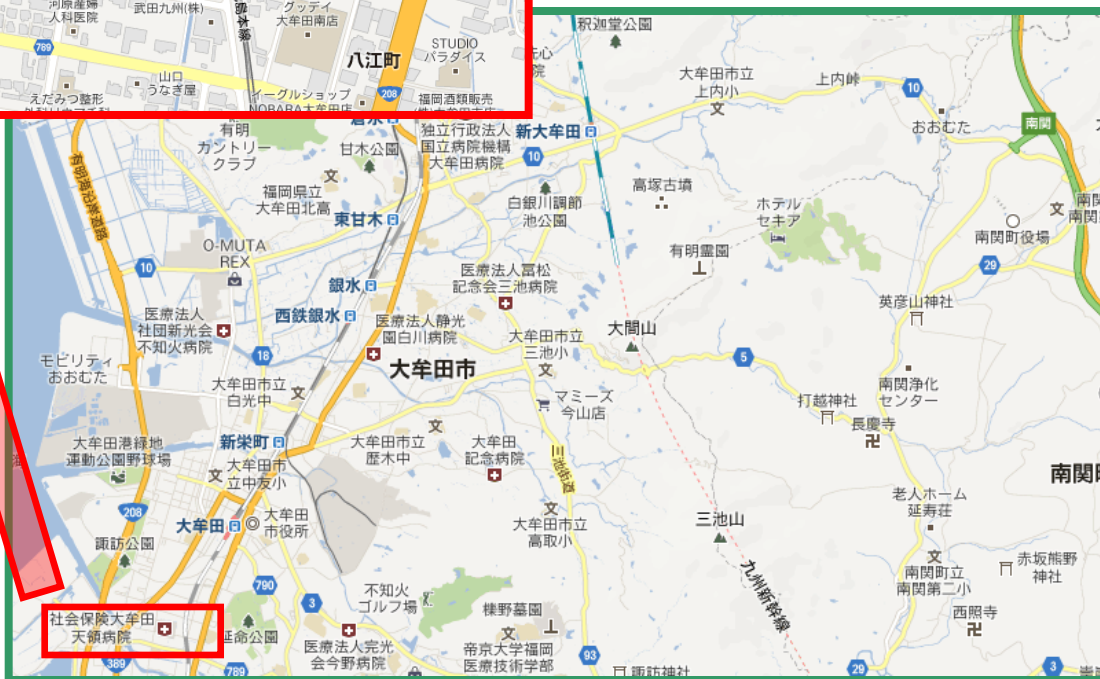 河原産婦
人科医院
武田九州(株)
グッデイ
大牟田南店
789
八江町
STUDIO
パラダイス
山口
うなぎ屋
えだみつ整形
イーグルショップ
NOBARA大牟田店
208
福岡酒類販売
釈迦堂公園
大牟田市立
上内小
上内峠
10
おおむた
南関
有明
カントリー
クラブ
甘木公園
独立行政法人
国立病院機構
大牟田病院
新大牟田
10
有明海沿岸道路
福岡県立
大牟田北高
東甘木
白銀川調節
池公園
高塚古墳
ホテル
セキア
南関町役場
29
O-MUTA
REX
10
銀水
医療法人冨松
記念会三池病院
有明霊園
英彦山神社
医療法人
社団新光会
不知火病院
西鉄銀水
医療法人静光
園白川病院
大牟田市立
三池小
大間山
5
18
モビリティ
おおむた
大牟田市
大牟田市立
白光中
マミーズ
今山店
打越神社
南関浄化
センター
長慶寺
大牟田港緑地
運動公園野球場
新栄町
大牟田市立
歴木中
大牟田
記念病院
三池街道
大牟田市
立中友小
老人ホーム
延寿荘
208
大牟田
大牟田
市役所
大牟田市立
高取小
三池山
諏訪公園
九州新幹線
南関町立
南関第二小
赤坂熊野
神社
790
3
不知火
ゴルフ場
櫟野墓園
西照寺
社会保険大牟田
天領病院
延命公園
医療法人完光
会今野病院
帝京大学福岡
医療技術学部
93
諏訪神社
389
789
29
3